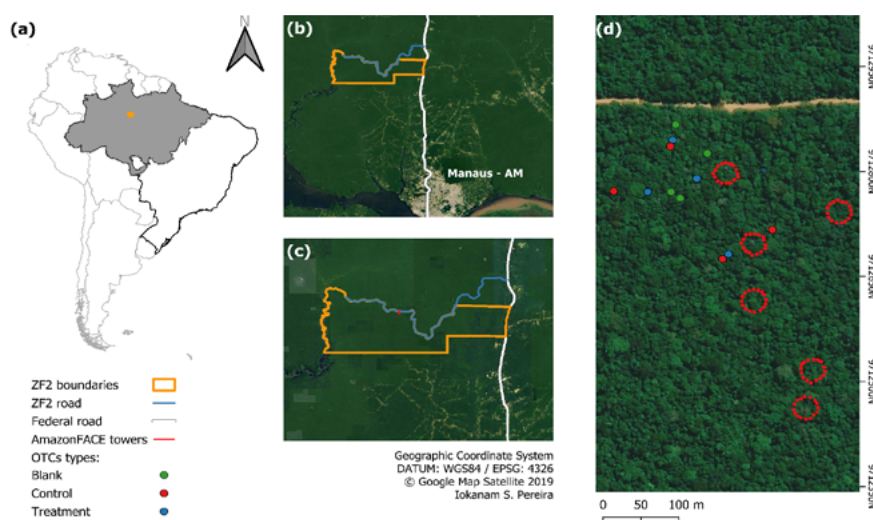 (a)
N
(b)
Manaus - AM
(c)
(d)
ZF2 boundaries
ZF2 road
Federal road
AmazonFACE towers
OTCs types:
Blank
Control
Treatment
Geographic Coordinate System
DATUM: WGS84 / EPSG: 4326
© Google Map Satellite 2019
Iokanam S. Pereira
0 50 100 m